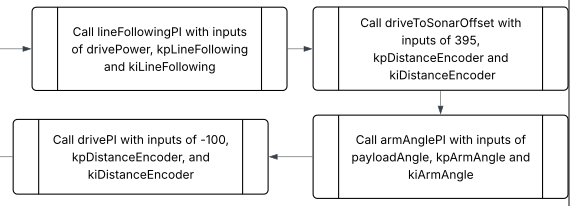 Call lineFollowingPI with inputs
of drivePower, kpLineFollowing
and kiLineFollowing
Call driveToSonarOffset with
inputs of 395,
kpDistanceEncoder and
kiDistanceEncoder
Call armAnglePI with inputs of
payloadAngle, kpArmAngle and
kiArmAngle
Call drivePI with inputs of -100,
kpDistanceEncoder, and
kiDistanceEncoder